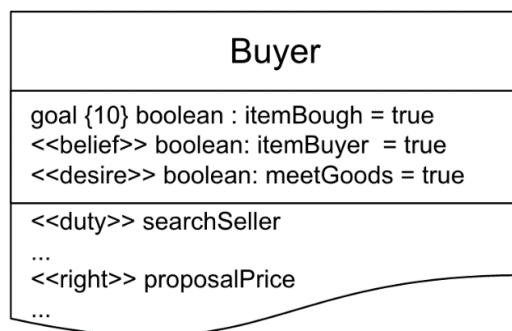 Buyer
goal {10} boolean : itemBough = true
<<belief>> boolean: itemBuyer = true
<<desire>> boolean: meetGoods = true
<<duty>> searchSeller
...
<<right>> proposalPrice
...